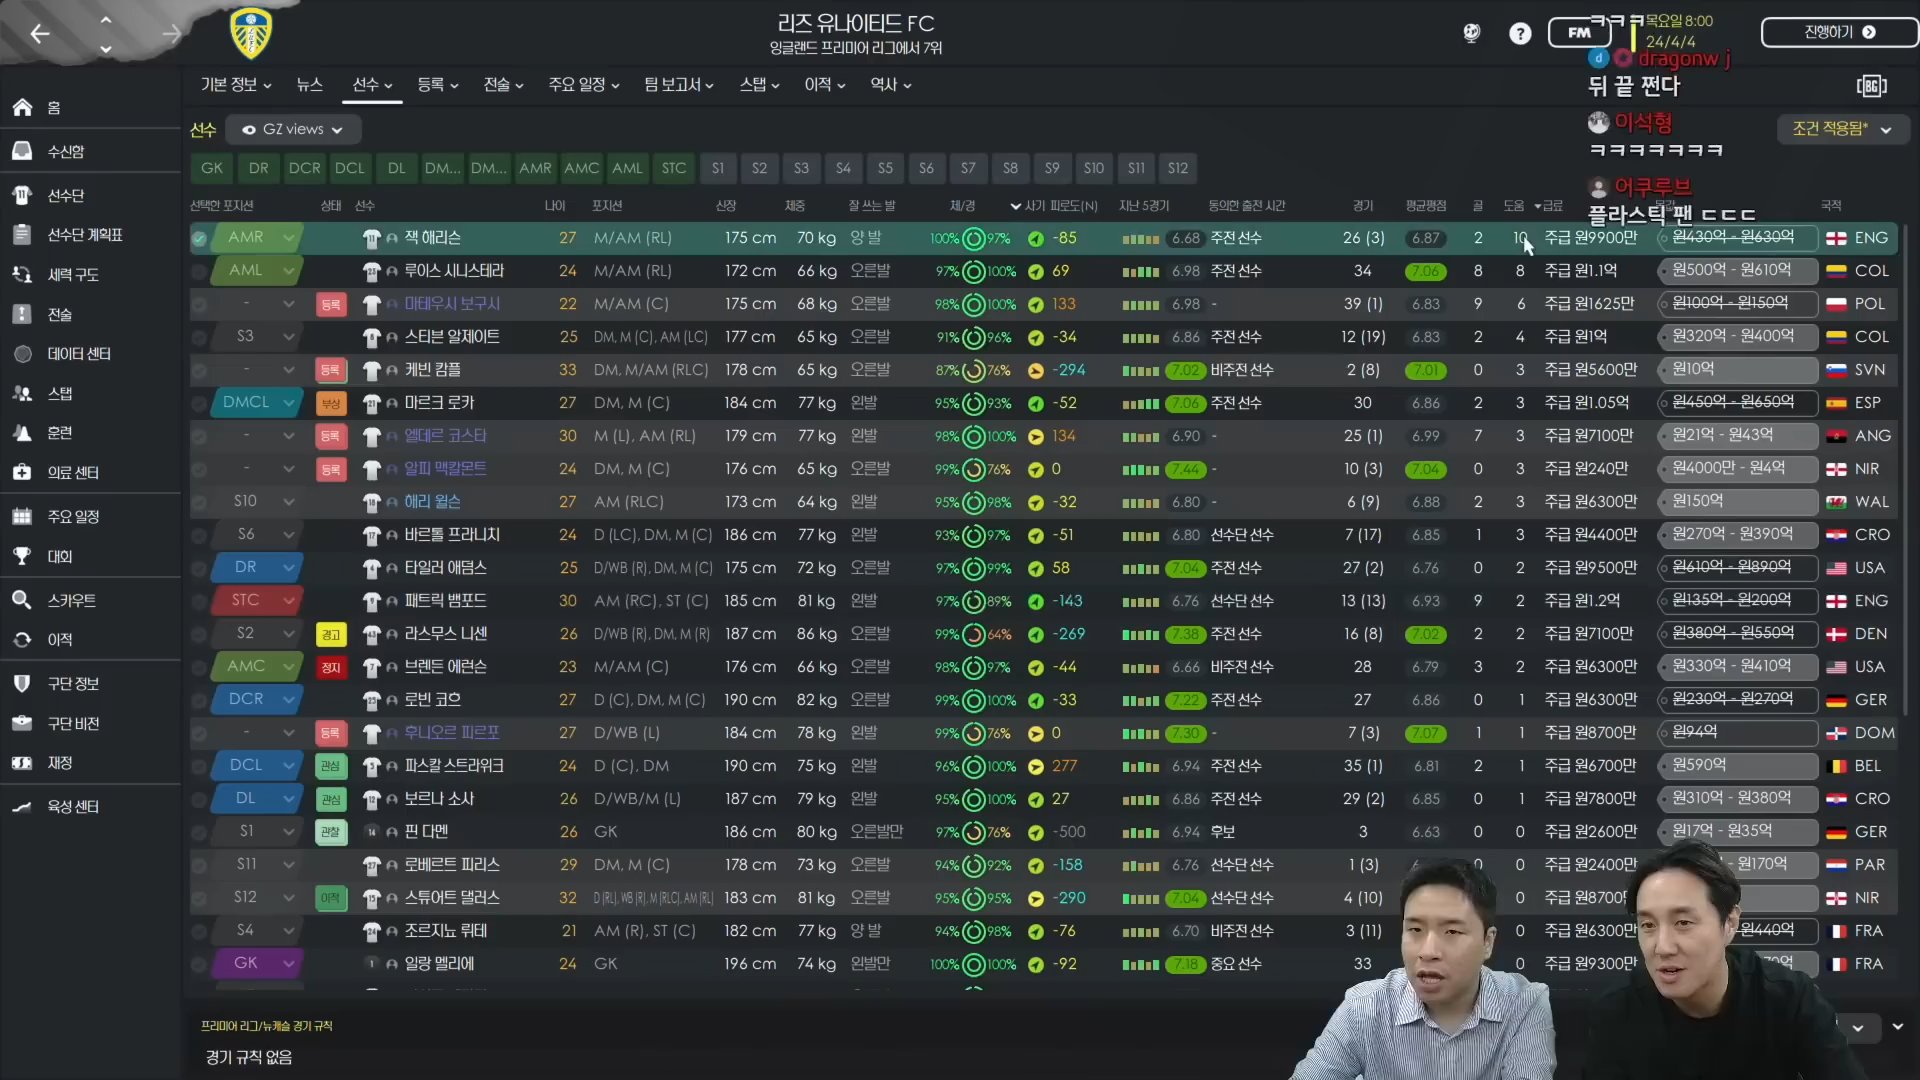 리즈 유나이티드 FC
잉글랜드 프리미어 리그에서 7위
FM
목요일 8:00
24/4/4
진행하기
ㅋㅋㅋ
dragonw j
뒤 끝 쩐다
이석형
ㅋㅋㅋㅋㅋㅋㅋ
어쿠루브
플라스틱 팬 ㄷㄷㄷ
기본 정보 뉴스 선수 등록 전술 주요 일정 팀 보고서 스탭 이적 역사
BG
홈
수신함
선수단
선수단 계획표
세력 구도
전술
데이터 센터
스탭
훈련
의료 센터
주요 일정
대회
스카우트
이적
구단 정보
구단 비전
재정
육성 센터
선수 GZ views 조건 적용됨*
GK DR DCR DCL DL DM... DM... AMR AMC AML STC S1 S2 S3 S4 S5 S6 S7 S8 S9 S10 S11 S12
선택한 포지션 상태 선수 나이 포지션 신장 체중 잘 쓰는 발 체/경 사기 피로도(N) 지난 5경기 동의한 출전 시간 경기 평균평점 골 도움 급료 국적
AMR 잭 해리슨 27 M/AM (RL) 175 cm 70 kg 양 발 100% 97% -85 6.68 주전 선수 26 (3) 6.87 2 10 주급 원9900만 원430억 - 원630억 ENG
AML 루이스 시니스테라 24 M/AM (RL) 172 cm 66 kg 오른발 97% 100% 69 6.98 주전 선수 34 7.06 8 8 주급 원1.1억 원500억 - 원610억 COL
- 등록 마테우시 보구시 22 M/AM (C) 175 cm 68 kg 오른발 98% 100% 133 6.98 - 39 (1) 6.83 9 6 주급 원1625만 원100억 - 원150억 POL
S3 스티븐 알제이트 25 DM, M (C), AM (LC) 177 cm 65 kg 오른발 91% 96% -34 6.86 주전 선수 12 (19) 6.83 2 4 주급 원1억 원320억 - 원400억 COL
- 등록 케빈 캄플 33 DM, M/AM (RLC) 178 cm 65 kg 오른발 87% 76% -294 7.02 비주전 선수 2 (8) 7.01 0 3 주급 원5600만 원10억 SVN
DMCL 부상 마르크 로카 27 DM, M (C) 184 cm 77 kg 왼발 95% 93% -52 7.06 주전 선수 30 6.86 2 3 주급 원1.05억 원450억 - 원650억 ESP
- 등록 엘데르 코스타 30 M (L), AM (RL) 179 cm 77 kg 왼발 98% 100% 134 6.90 - 25 (1) 6.99 7 3 주급 원7100만 원21억 - 원43억 ANG
- 등록 알피 맥칼몬트 24 DM, M (C) 176 cm 65 kg 오른발 99% 76% 0 7.44 - 10 (3) 7.04 0 3 주급 원240만 원4000만 - 원4억 NIR
S10 해리 윌슨 27 AM (RLC) 173 cm 64 kg 왼발 95% 98% -32 6.80 - 6 (9) 6.88 2 3 주급 원6300만 원150억 WAL
S6 바르톨 프라니치 24 D (LC), DM, M (C) 186 cm 77 kg 오른발 93% 97% -51 6.80 선수단 선수 7 (17) 6.85 1 3 주급 원4400만 원270억 - 원390억 CRO
DR 타일러 애덤스 25 D/WB (R), DM, M (C) 175 cm 72 kg 오른발 97% 99% 58 7.04 주전 선수 27 (2) 6.76 0 2 주급 원9500만 원610억 - 원890억 USA
STC 패트릭 뱀포드 30 AM (RC), ST (C) 185 cm 81 kg 왼발 97% 89% -143 6.76 선수단 선수 13 (13) 6.93 9 2 주급 원1.2억 원135억 - 원200억 ENG
S2 경고 라스무스 니센 26 D/WB (R), DM, M (R) 187 cm 86 kg 오른발 99% 64% -269 7.38 주전 선수 16 (8) 7.02 2 2 주급 원7100만 원380억 - 원550억 DEN
AMC 정지 브렌든 에런슨 23 M/AM (C) 176 cm 66 kg 오른발 98% 97% -44 6.66 비주전 선수 28 6.79 3 2 주급 원6300만 원330억 - 원410억 USA
DCR 로빈 코흐 27 D (C), DM, M (C) 190 cm 82 kg 오른발 99% 100% -33 7.22 주전 선수 27 6.86 0 1 주급 원6300만 원230억 - 원270억 GER
- 등록 후니오르 피르포 27 D/WB (L) 184 cm 78 kg 왼발 99% 76% 0 7.30 - 7 (3) 7.07 1 1 주급 원8700만 원94억 DOM
DCL 관심 파스칼 스트라위크 24 D (C), DM 190 cm 75 kg 왼발 96% 100% 277 6.94 주전 선수 35 (1) 6.81 2 1 주급 원6700만 원590억 BEL
DL 관심 보르나 소사 26 D/WB/M (L) 187 cm 79 kg 왼발 95% 100% 27 6.86 주전 선수 29 (2) 6.85 0 1 주급 원7800만 원310억 - 원380억 CRO
S1 관찰 14 핀 다멘 26 GK 186 cm 80 kg 오른발만 97% 76% -500 6.94 후보 3 6.63 0 0 주급 원2600만 원17억 - 원35억 GER
S11 로베르트 피리스 29 DM, M (C) 178 cm 73 kg 오른발 94% 92% -158 6.76 선수단 선수 1 (3) 0 0 주급 원2400만 원170억 PAR
S12 이적 스튜어트 댈러스 32 D (RL), WB (R), M (RLC), AM (RL) 183 cm 81 kg 오른발 95% 95% -290 7.04 선수단 선수 4 (10) 0 주급 원8700만 NIR
S4 조르지뇨 뤼테 21 AM (R), ST (C) 182 cm 77 kg 양 발 94% 98% -76 6.70 비주전 선수 3 (11) 0 주급 원6300만 원440억 FRA
GK 1 일랑 멜리에 24 GK 196 cm 74 kg 왼발만 100% 100% -92 7.18 중요 선수 33 0 주급 원9300만 FRA
프리미어 리그/뉴캐슬 경기 규칙
경기 규칙 없음